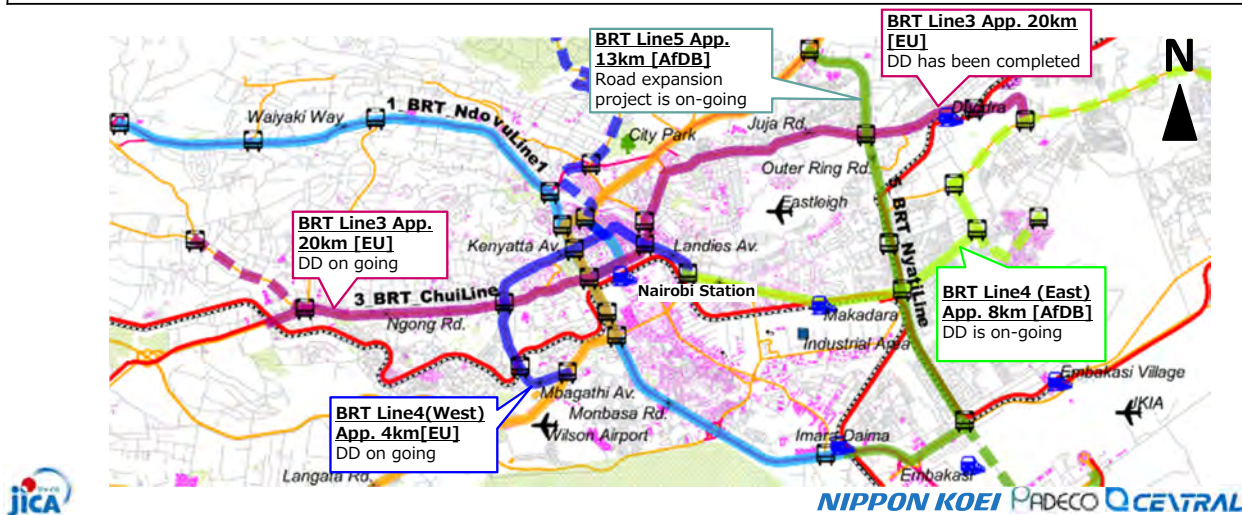 BRT Line5 App.
13km [AfDB]
Road expansion
project is on-going
BRT Line3 App. 20km
[EU]
DD has been completed
N
Waiyaki Way
1_BRT_NdovuLine1
City Park
Juja Rd.
Dandora
Outer Ring Rd.
Eastleigh
5_BRT_NyatiLine
BRT Line3 App.
20km [EU]
DD on going
Kenyatta Av.
Landies Av.
3_BRT_ChuiLine
Nairobi Station
Ngong Rd.
Makadara
Industrial Area
BRT Line4 (East)
App. 8km [AfDB]
DD is on-going
Embakasi Village
JKIA
Mbagathi Av.
Monbasa Rd.
Wilson Airport
BRT Line4(West)
App. 4km[EU]
DD on going
Imara Daima
Embakasi
Langata Rd.
JICA
NIPPON KOEI PADECO CENTRAL